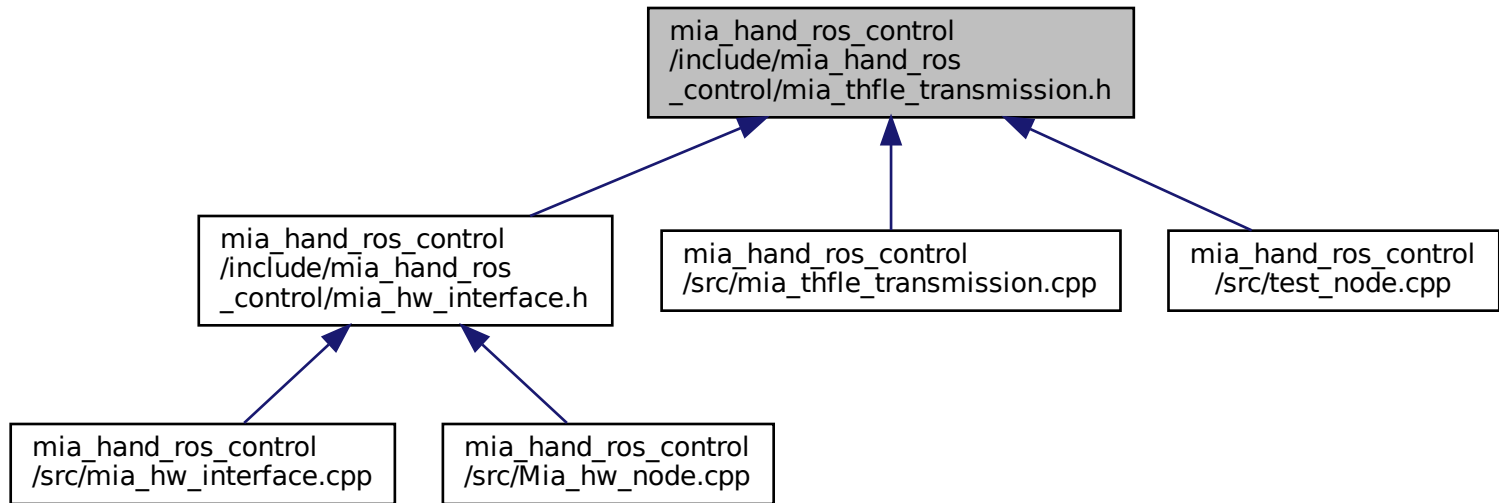 mia_hand_ros_control
/include/mia_hand_ros
_control/mia_thfle_transmission.h
mia_hand_ros_control
/include/mia_hand_ros
_control/mia_hw_interface.h
mia_hand_ros_control
/src/mia_thfle_transmission.cpp
mia_hand_ros_control
/src/test_node.cpp
mia_hand_ros_control
/src/mia_hw_interface.cpp
mia_hand_ros_control
/src/Mia_hw_node.cpp